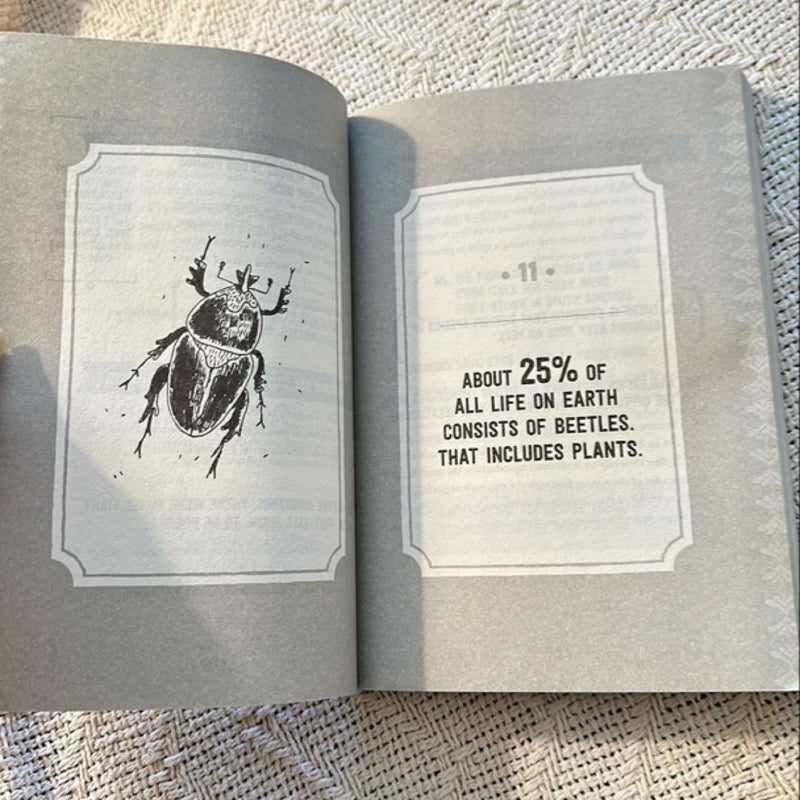 • 11 •
ABOUT 25% OF
ALL LIFE ON EARTH
CONSISTS OF BEETLES.
THAT INCLUDES PLANTS.